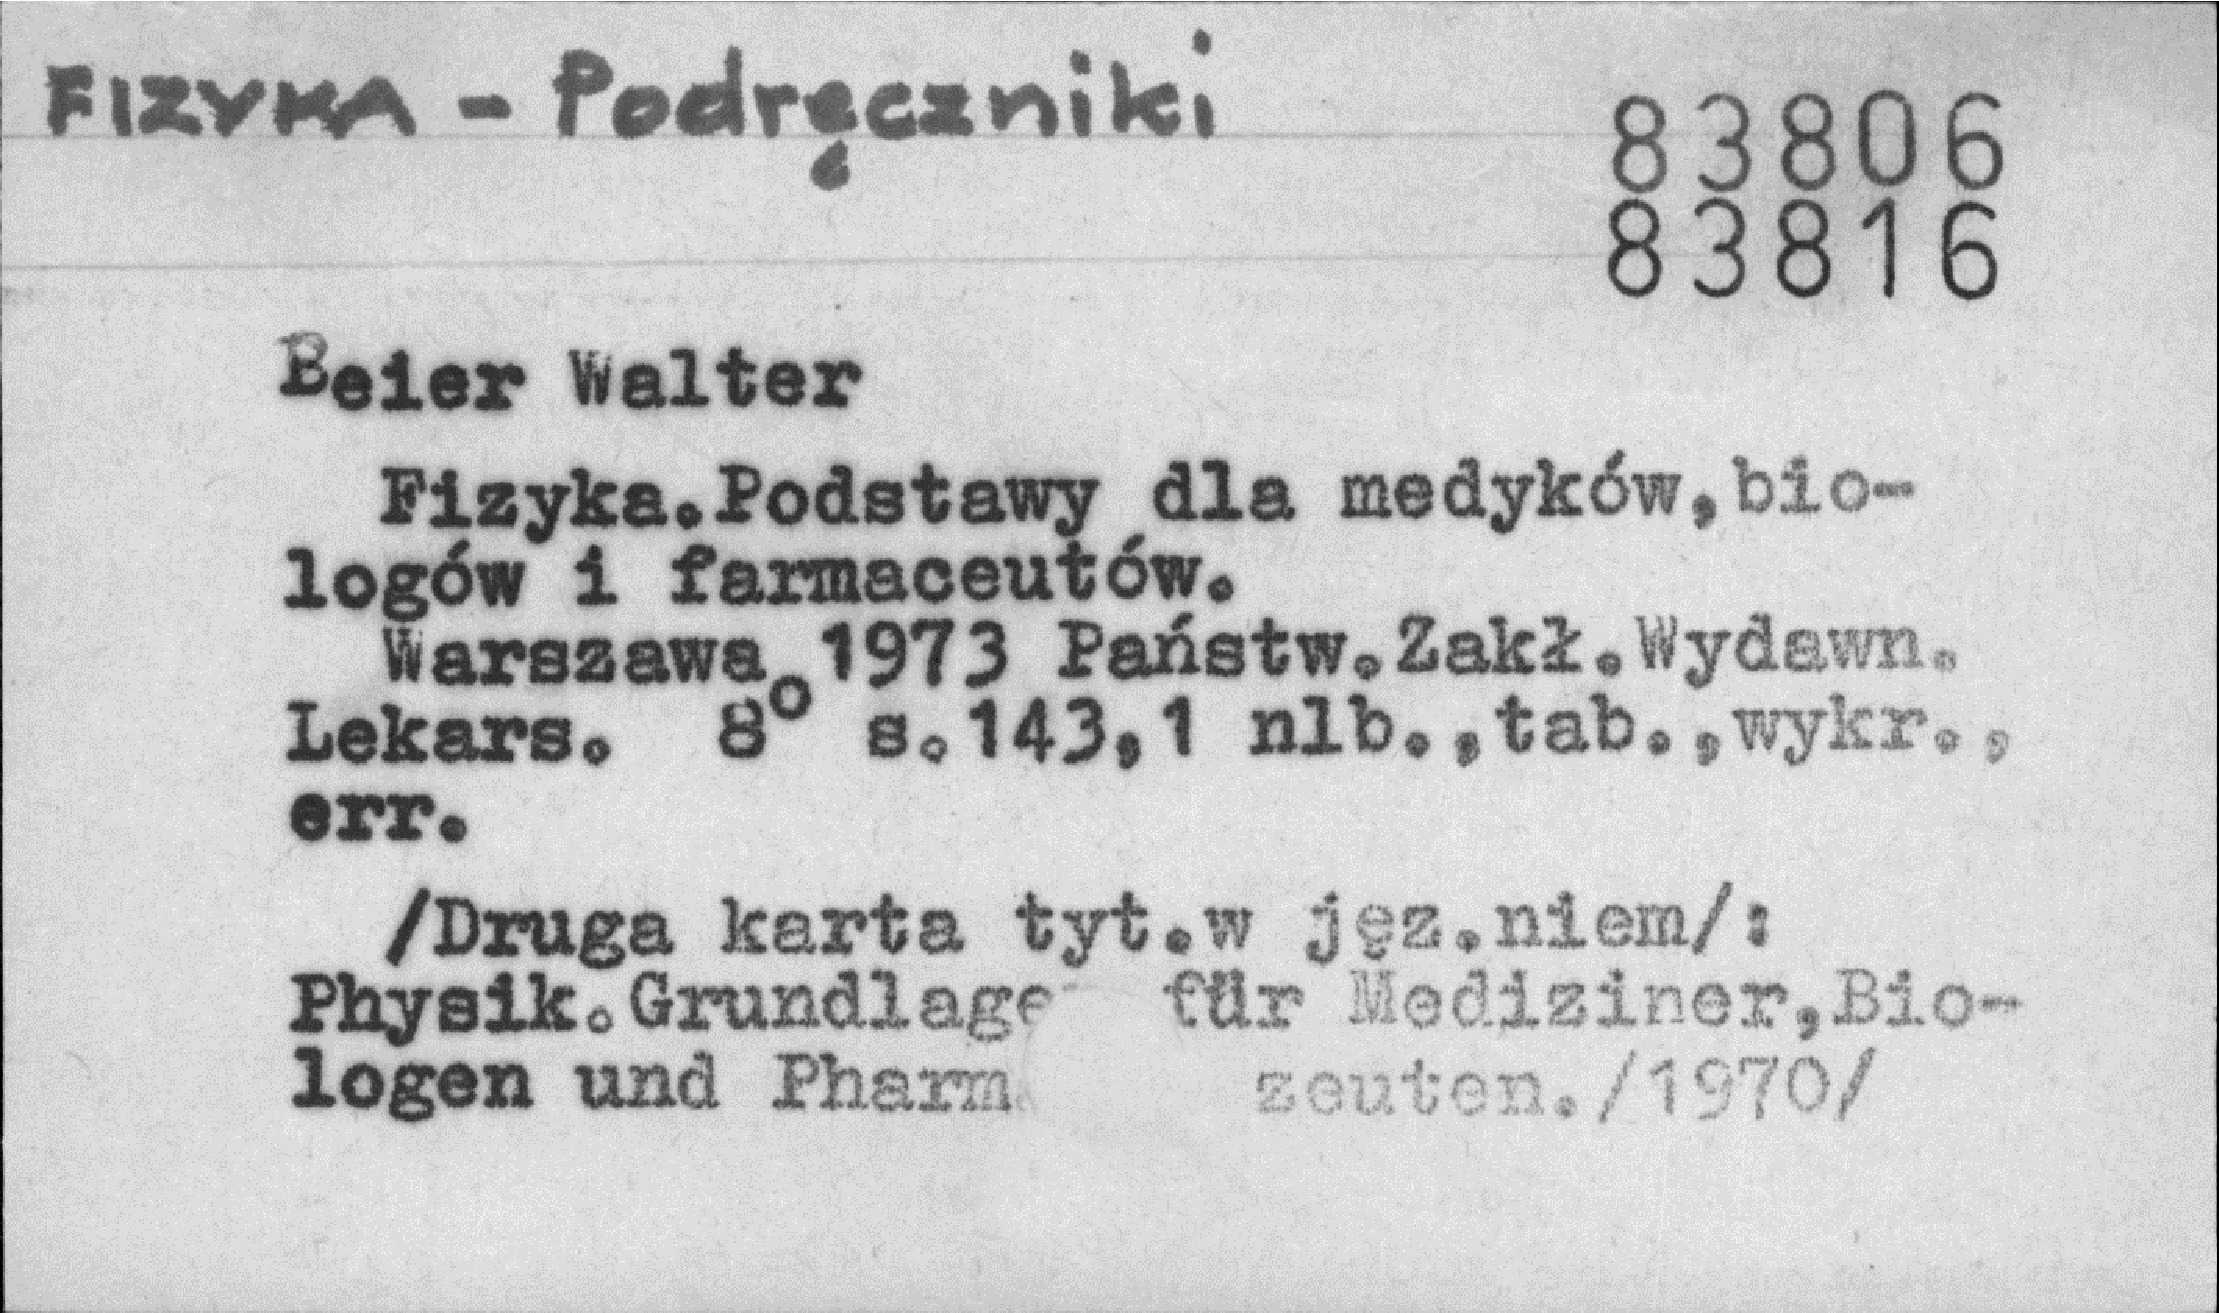 FIZYKA - Podręczniki
83806
83816
Beier Walter
Fizyka.Podstawy dla medyków,bio-
logów i farmaceutów.
Warszawa 1973 Państw.Zakł.Wydawn.
Lekars. 8º s.143,1 nlb.,tab.,wykr.,
err.
/Druga karta tyt.w jęz.niem/:
Physik.Grundlage für Mediziner,Bio-
logen und Pharm zeuten./1970/